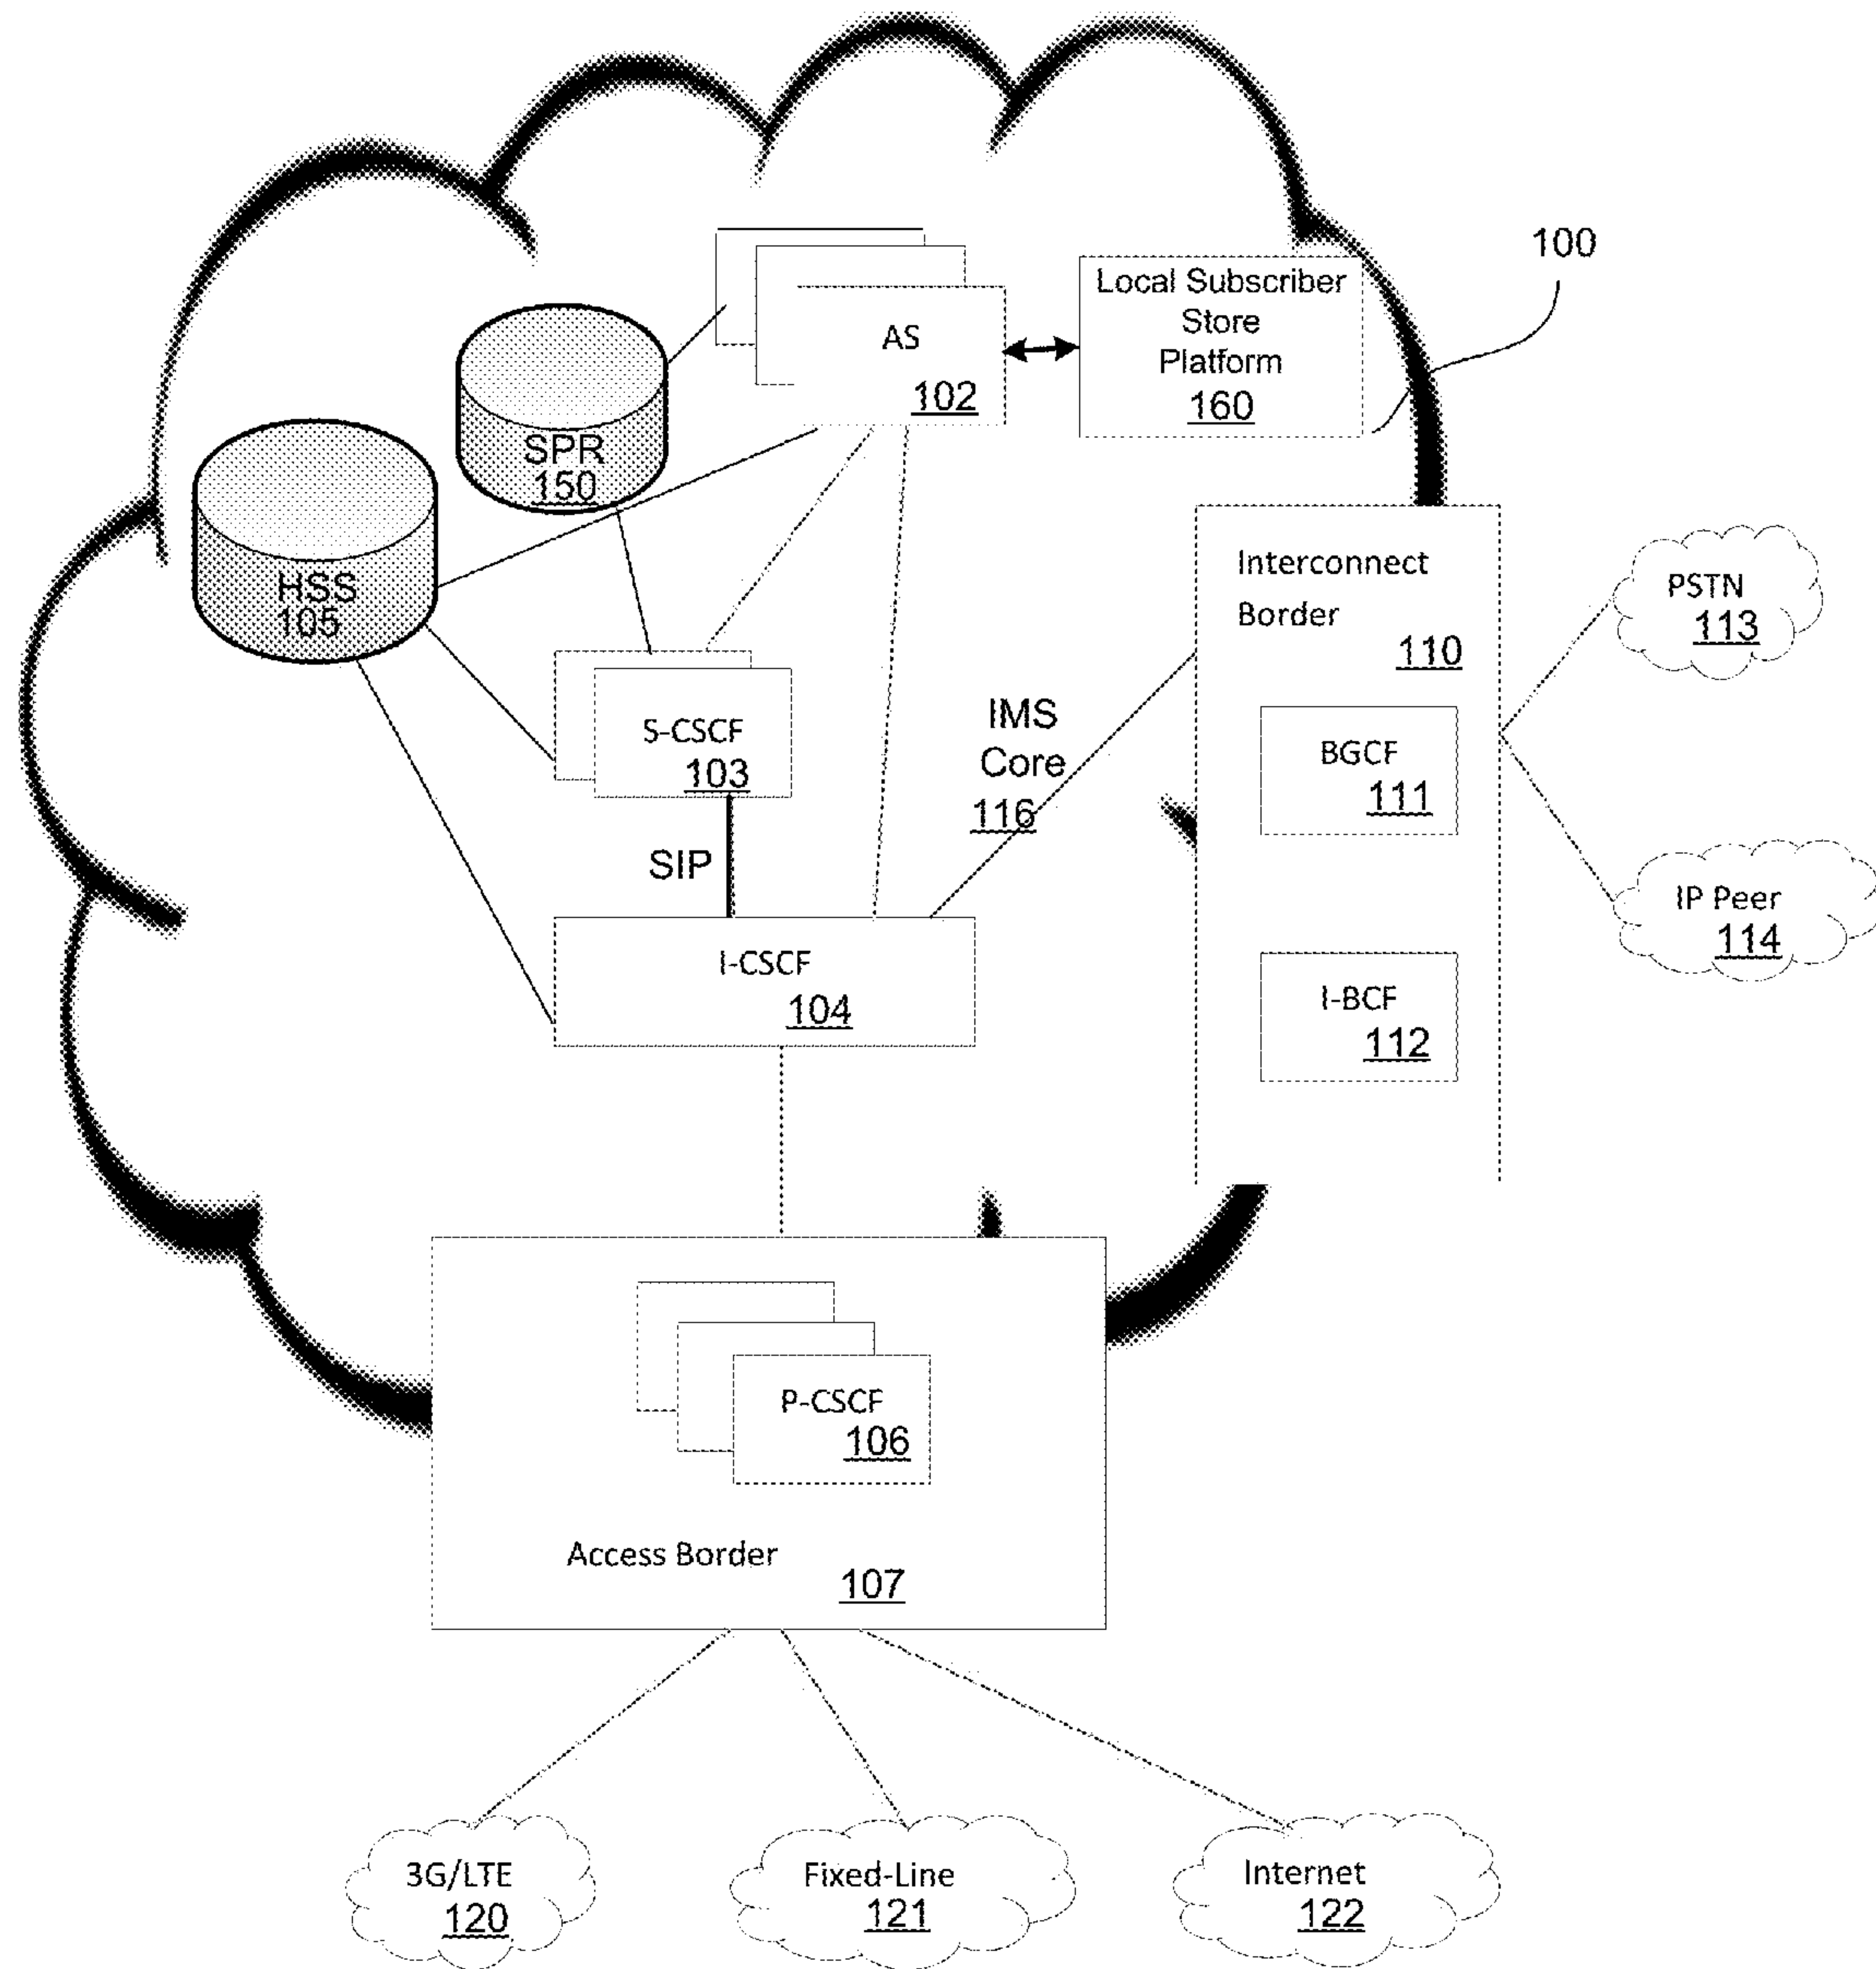 100
Local Subscriber
Store
Platform
160
AS
102
SPR
150
HSS
105
Interconnect
Border
110
PSTN
113
S-CSCF
103
IMS
Core
116
BGCF
111
SIP
IP Peer
114
I-CSCF
104
I-BCF
112
P-CSCF
106
Access Border
107
3G/LTE
120
Fixed-Line
121
Internet
122